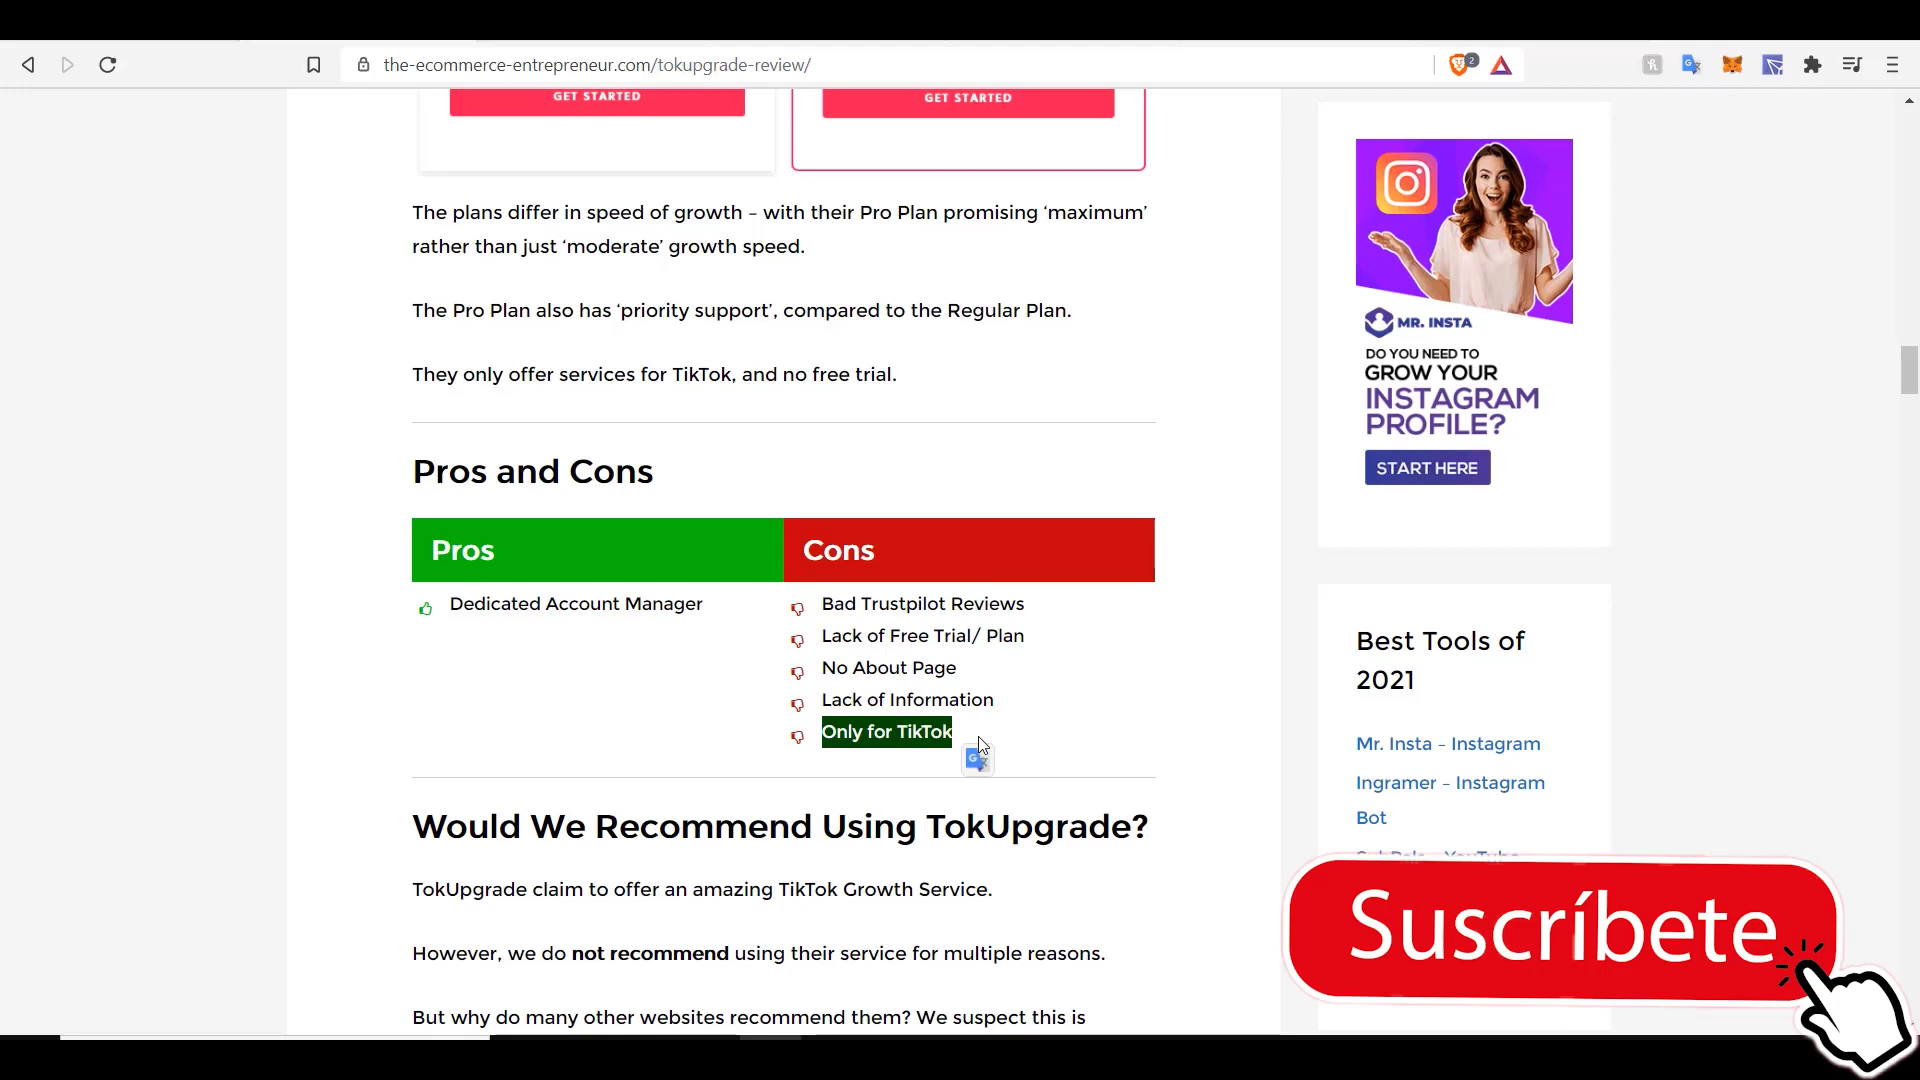 the-ecommerce-entrepreneur.com/tokupgrade-review/
2
GET STARTED
GET STARTED
The plans differ in speed of growth – with their Pro Plan promising ‘maximum’
rather than just ‘moderate’ growth speed.
The Pro Plan also has ‘priority support’, compared to the Regular Plan.
They only offer services for TikTok, and no free trial.
Pros and Cons
Pros
Cons
Dedicated Account Manager
Bad Trustpilot Reviews
Lack of Free Trial/ Plan
No About Page
Lack of Information
Only for TikTok
Would We Recommend Using TokUpgrade?
TokUpgrade claim to offer an amazing TikTok Growth Service.
However, we do not recommend using their service for multiple reasons.
But why do many other websites recommend them? We suspect this is
MR. INSTA
DO YOU NEED TO
GROW YOUR
INSTAGRAM
PROFILE?
START HERE
Best Tools of
2021
Mr. Insta – Instagram
Ingramer – Instagram
Bot
Suscríbete